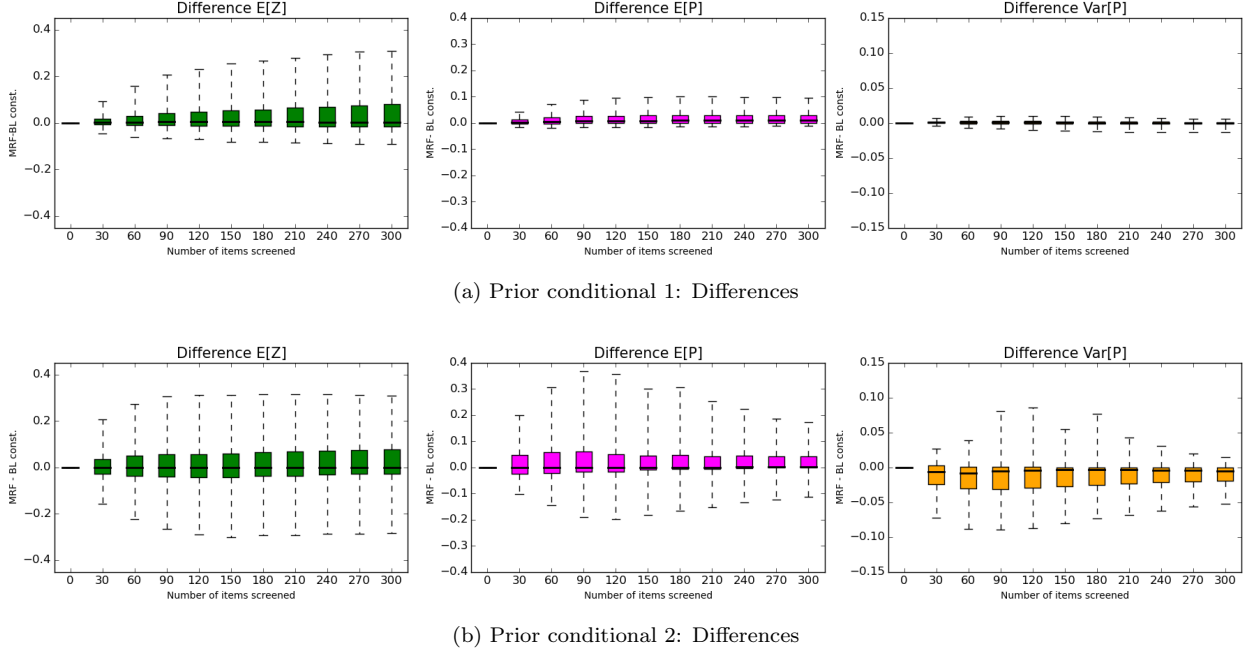 Difference E[Z]
MRF-BL const.
0.4
0.2
0.0
−0.2
−0.4
0 30 60 90 120 150 180 210 240 270 300
Number of items screened
Difference E[P]
MRF- BL const.
0.4
0.3
0.2
0.1
0.0
−0.1
−0.2
−0.3
−0.4
0 30 60 90 120 150 180 210 240 270 300
Number of items screened
Difference Var[P]
MRF- BL const.
0.15
0.10
0.05
0.00
−0.05
−0.10
−0.15
0 30 60 90 120 150 180 210 240 270 300
Number of items screened
(a) Prior conditional 1: Differences
Difference E[Z]
MRF - BL const.
0.4
0.2
0.0
−0.2
−0.4
0 30 60 90 120 150 180 210 240 270 300
Number of items screened
Difference E[P]
MRF - BL const.
0.4
0.3
0.2
0.1
0.0
−0.1
−0.2
−0.3
−0.4
0 30 60 90 120 150 180 210 240 270 300
Number of items screened
Difference Var[P]
MRF - BL const.
0.15
0.10
0.05
0.00
−0.05
−0.10
−0.15
0 30 60 90 120 150 180 210 240 270 300
Number of items screened
(b) Prior conditional 2: Differences